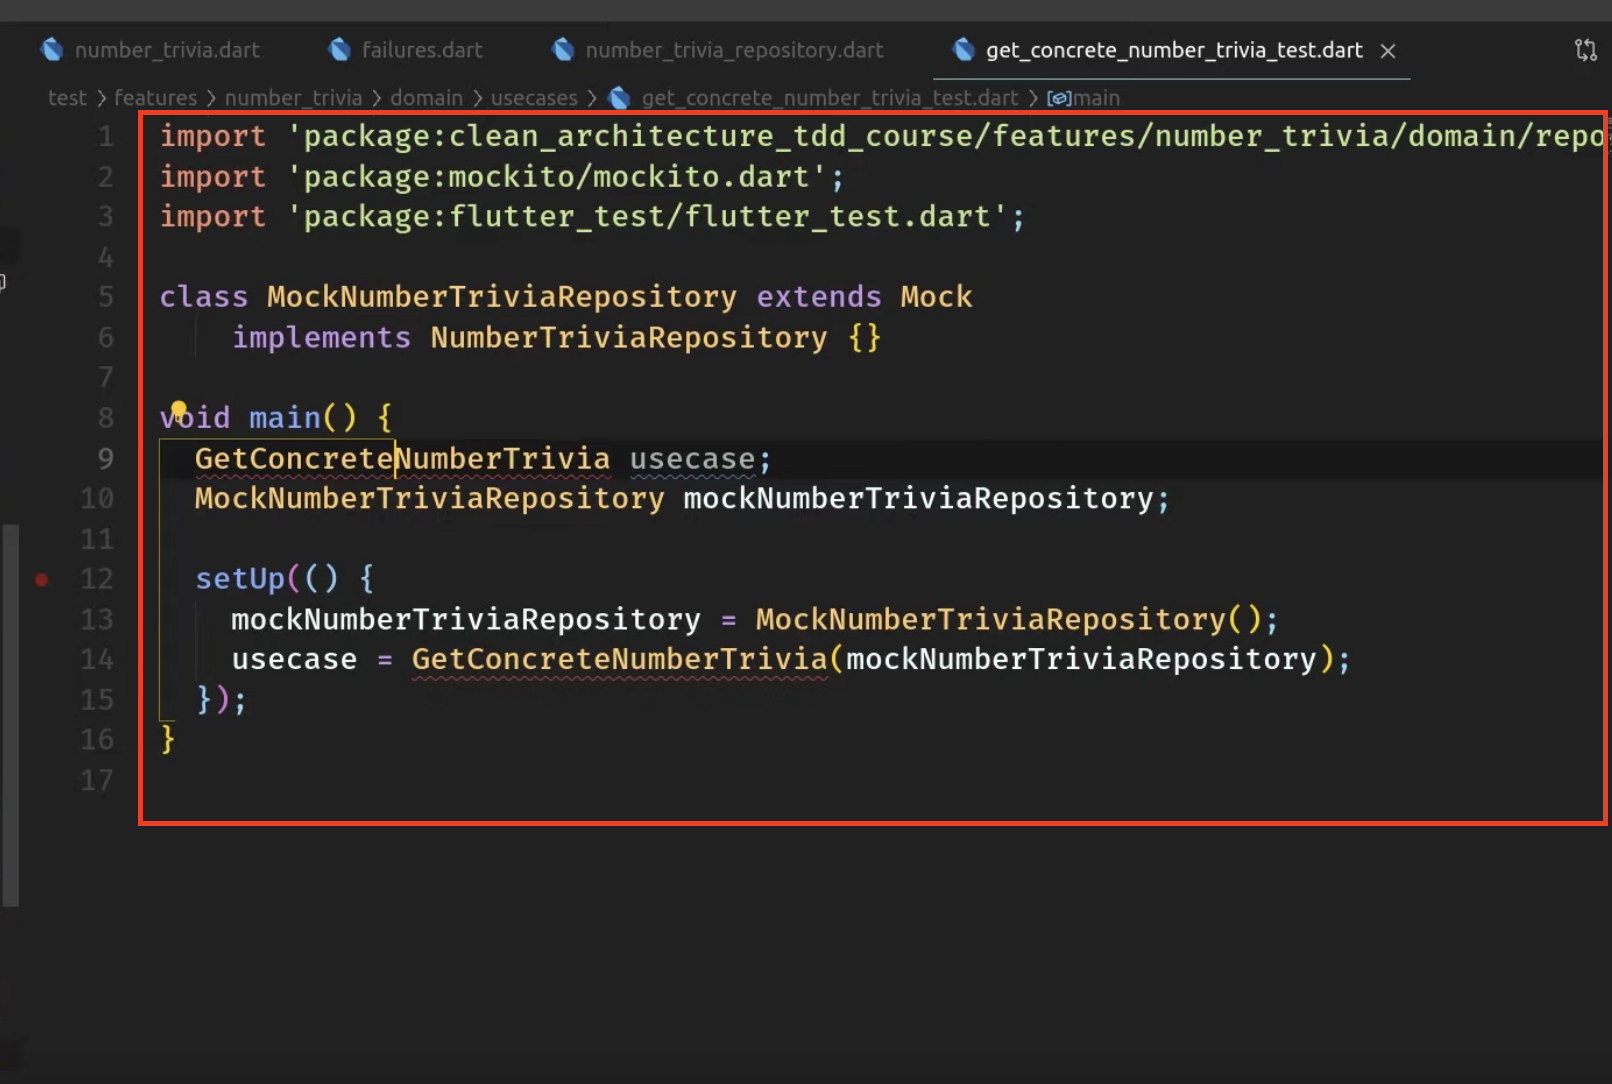 number_trivia.dart failures.dart number_trivia_repository.dart get_concrete_number_trivia_test.dart
test > features > number_trivia > domain > usecases > get_concrete_number_trivia_test.dart > main
1 import 'package:clean_architecture_tdd_course/features/number_trivia/domain/repo
2 import 'package:mockito/mockito.dart';
3 import 'package:flutter_test/flutter_test.dart';
4
5 class MockNumberTriviaRepository extends Mock
6     implements NumberTriviaRepository {}
7
8 void main() {
9   GetConcreteNumberTrivia usecase;
10   MockNumberTriviaRepository mockNumberTriviaRepository;
11
12   setUp(() {
13     mockNumberTriviaRepository = MockNumberTriviaRepository();
14     usecase = GetConcreteNumberTrivia(mockNumberTriviaRepository);
15   });
16 }
17